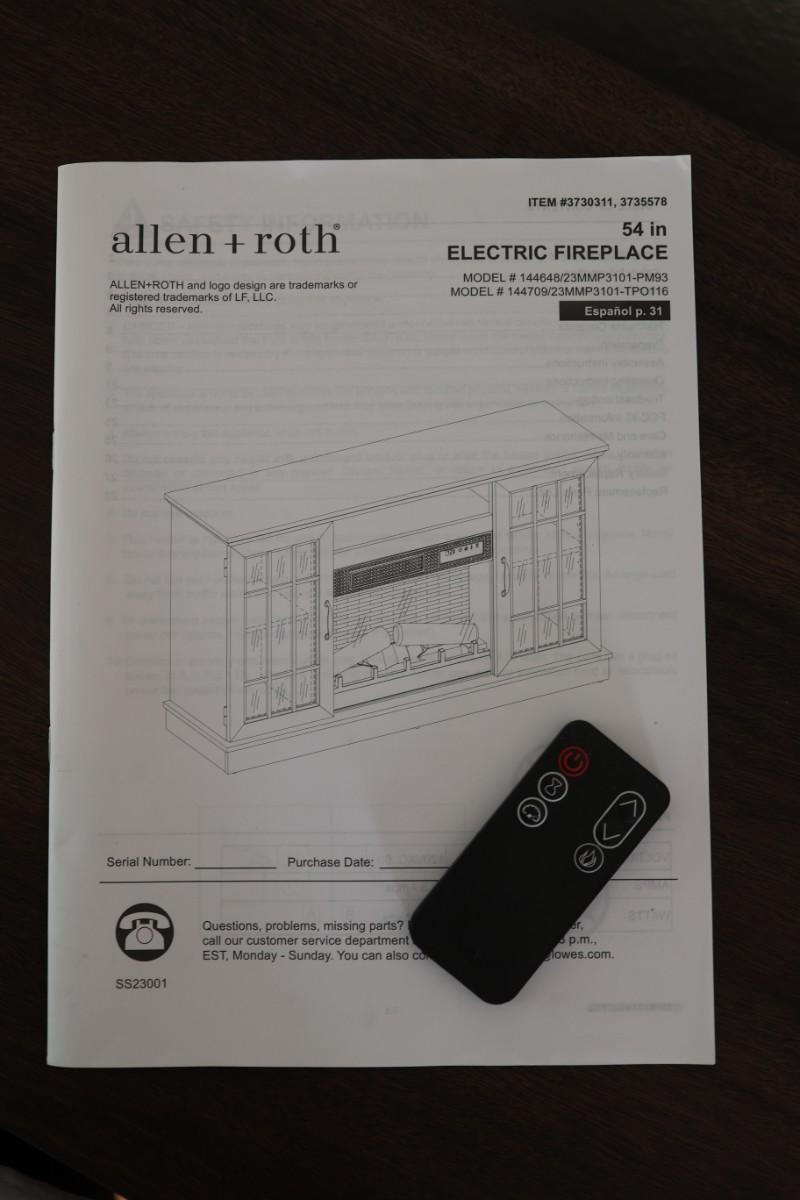 ITEM #3730311, 3735578
allen + roth®
54 in
ELECTRIC FIREPLACE
ALLEN+ROTH and logo design are trademarks or
registered trademarks of LF, LLC.
All rights reserved.
MODEL # 144648/23MMP3101-PM93
MODEL # 144709/23MMP3101-TPO116
Español p. 31
Serial Number:
Purchase Date:
Questions, problems, missing parts?
call our customer service department p.m.,
EST, Monday - Sunday. You can also lowes.com.
SS23001